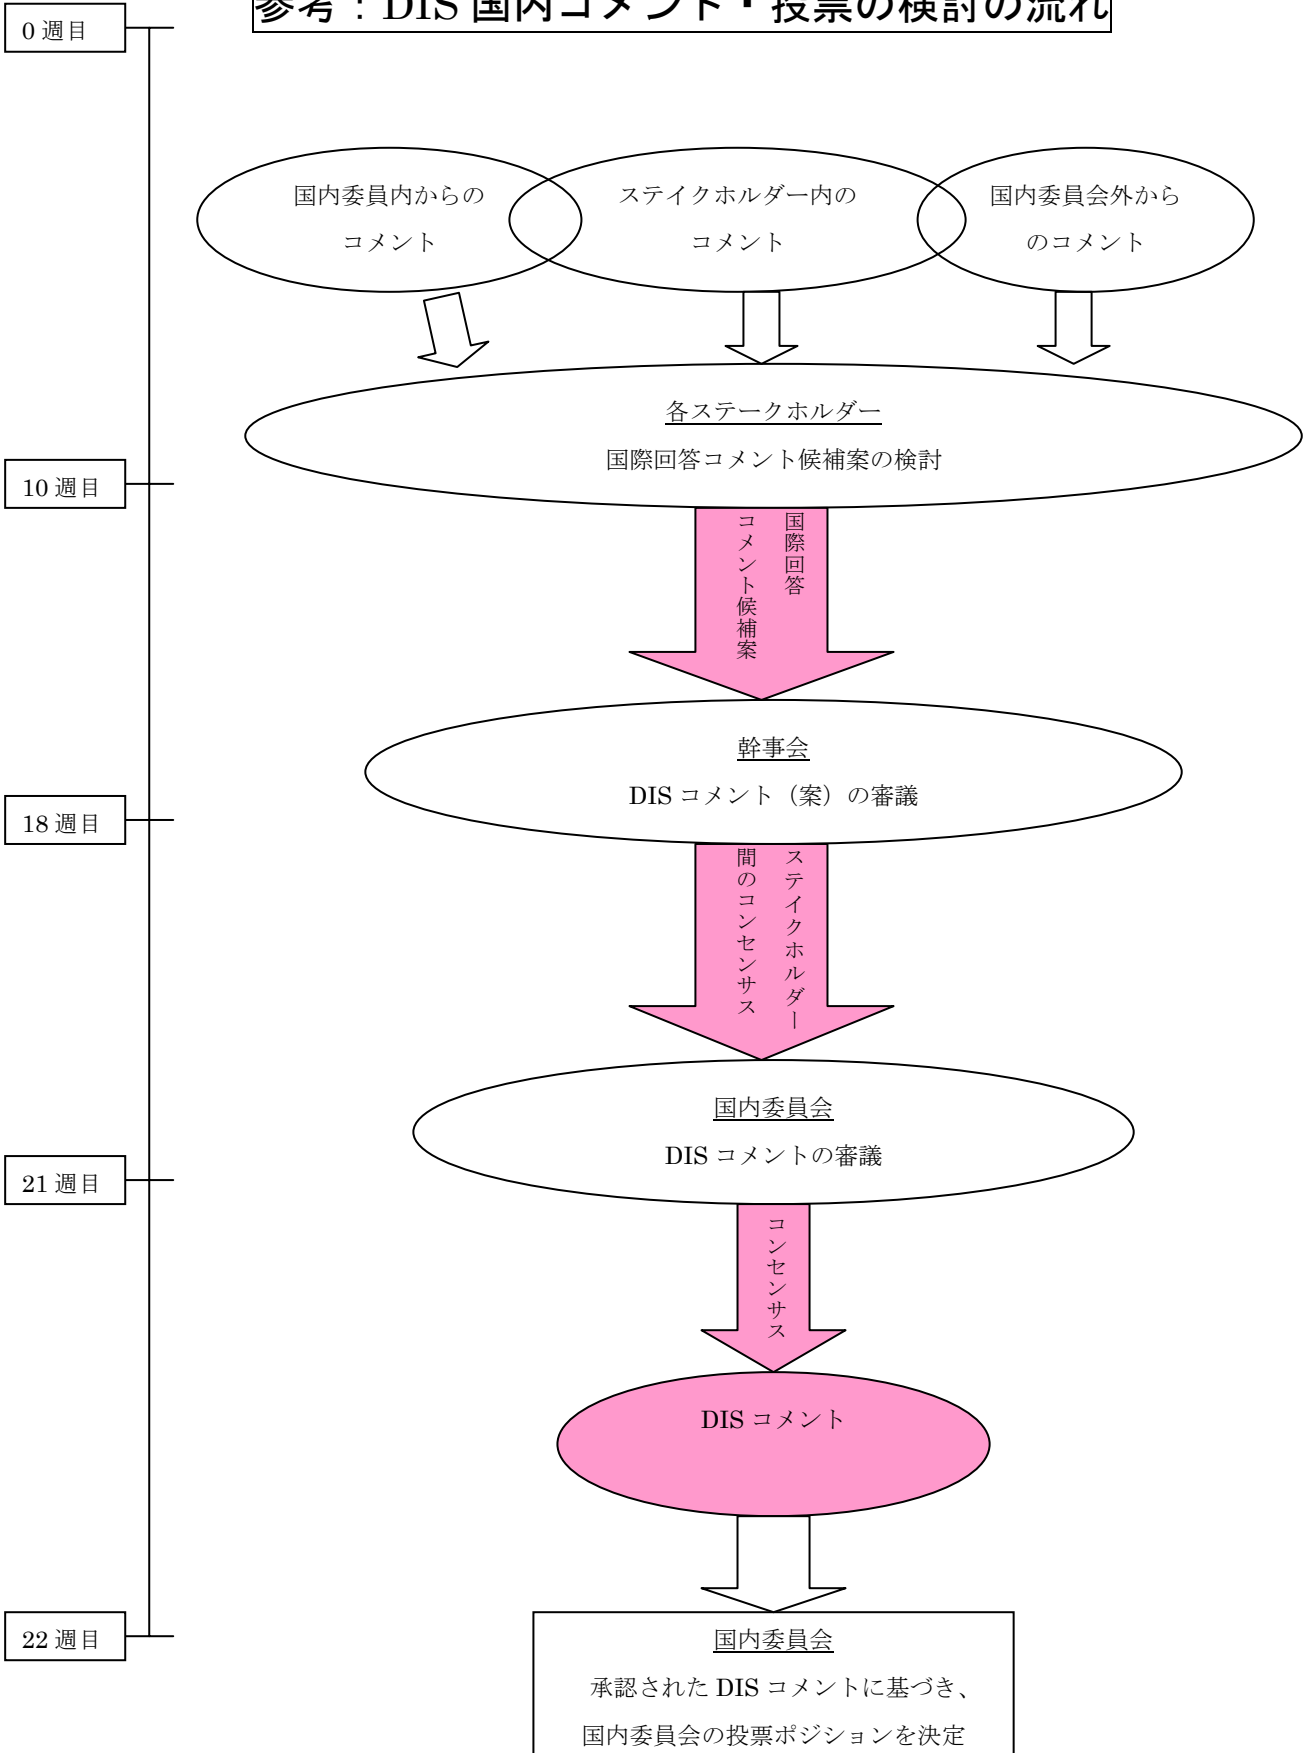 参考：DIS 国内コメント・投票の検討の流れ
0 週目
国内委員内からの
コメント
ステイクホルダー内の
コメント
国内委員会外から
のコメント
各ステークホルダー
国際回答コメント候補案の検討
10 週目
国際回答
コメント候補案
幹事会
DIS コメント（案）の審議
18 週目
ステイクホルダー
間のコンセンサス
国内委員会
DIS コメントの審議
21 週目
コンセンサス
DIS コメント
22 週目
国内委員会
承認された DIS コメントに基づき、
国内委員会の投票ポジションを決定